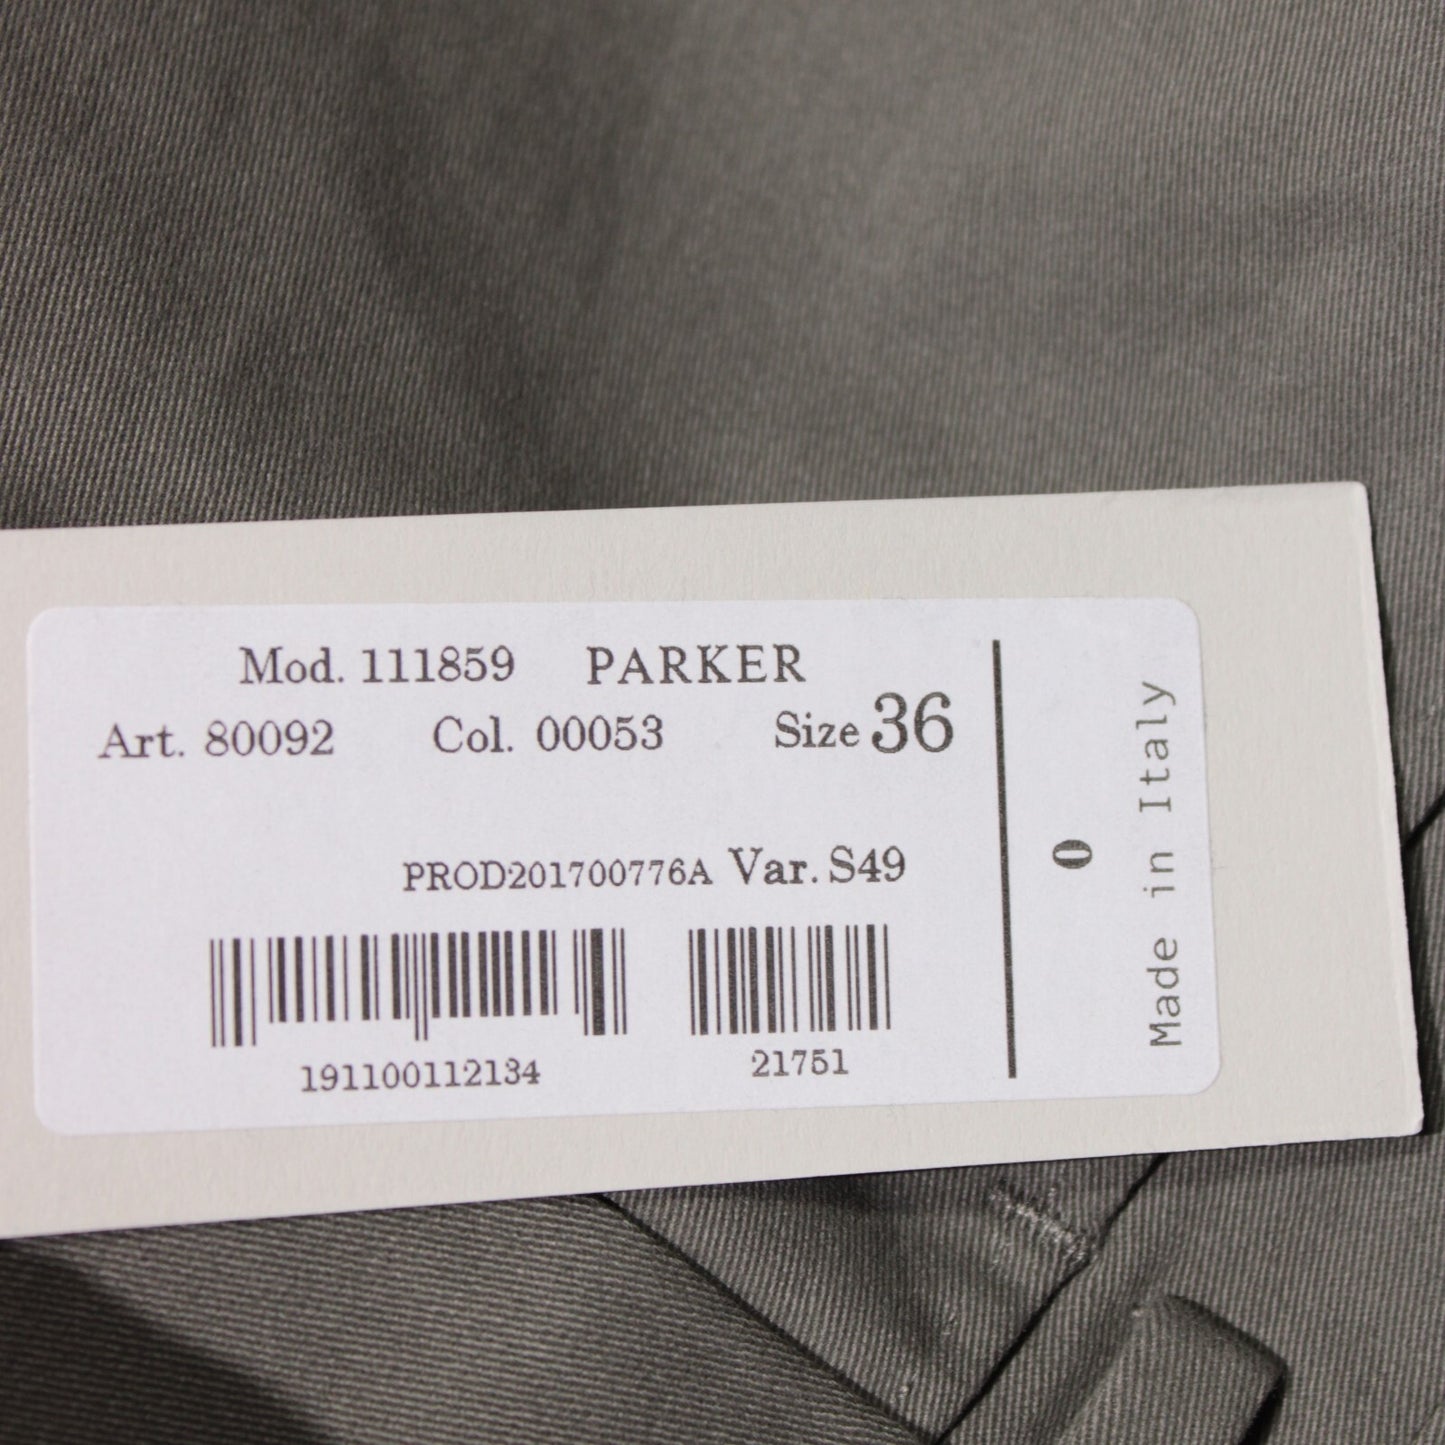 Mod. 111859 PARKER
Art. 80092 Col. 00053 Size 36
PROD201700776A Var. S49
191100112134 21751
0
Made in Italy